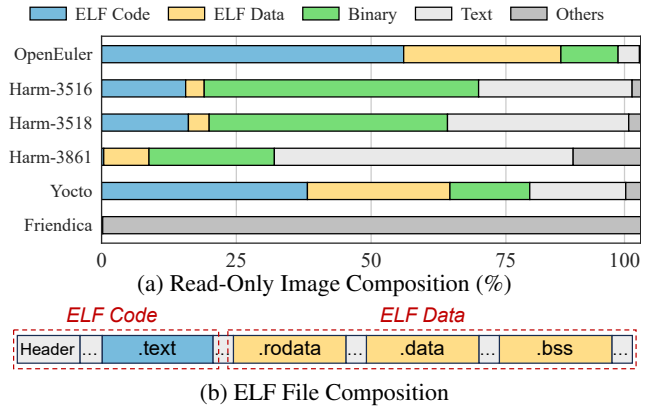 ELF Code ELF Data Binary Text Others
OpenEuler
Harm-3516
Harm-3518
Harm-3861
Yocto
Friendica
0 25 50 75 100
(a) Read-Only Image Composition (%)
ELF Code ELF Data
Header ... .text ... .rodata ... .data ... .bss ...
(b) ELF File Composition